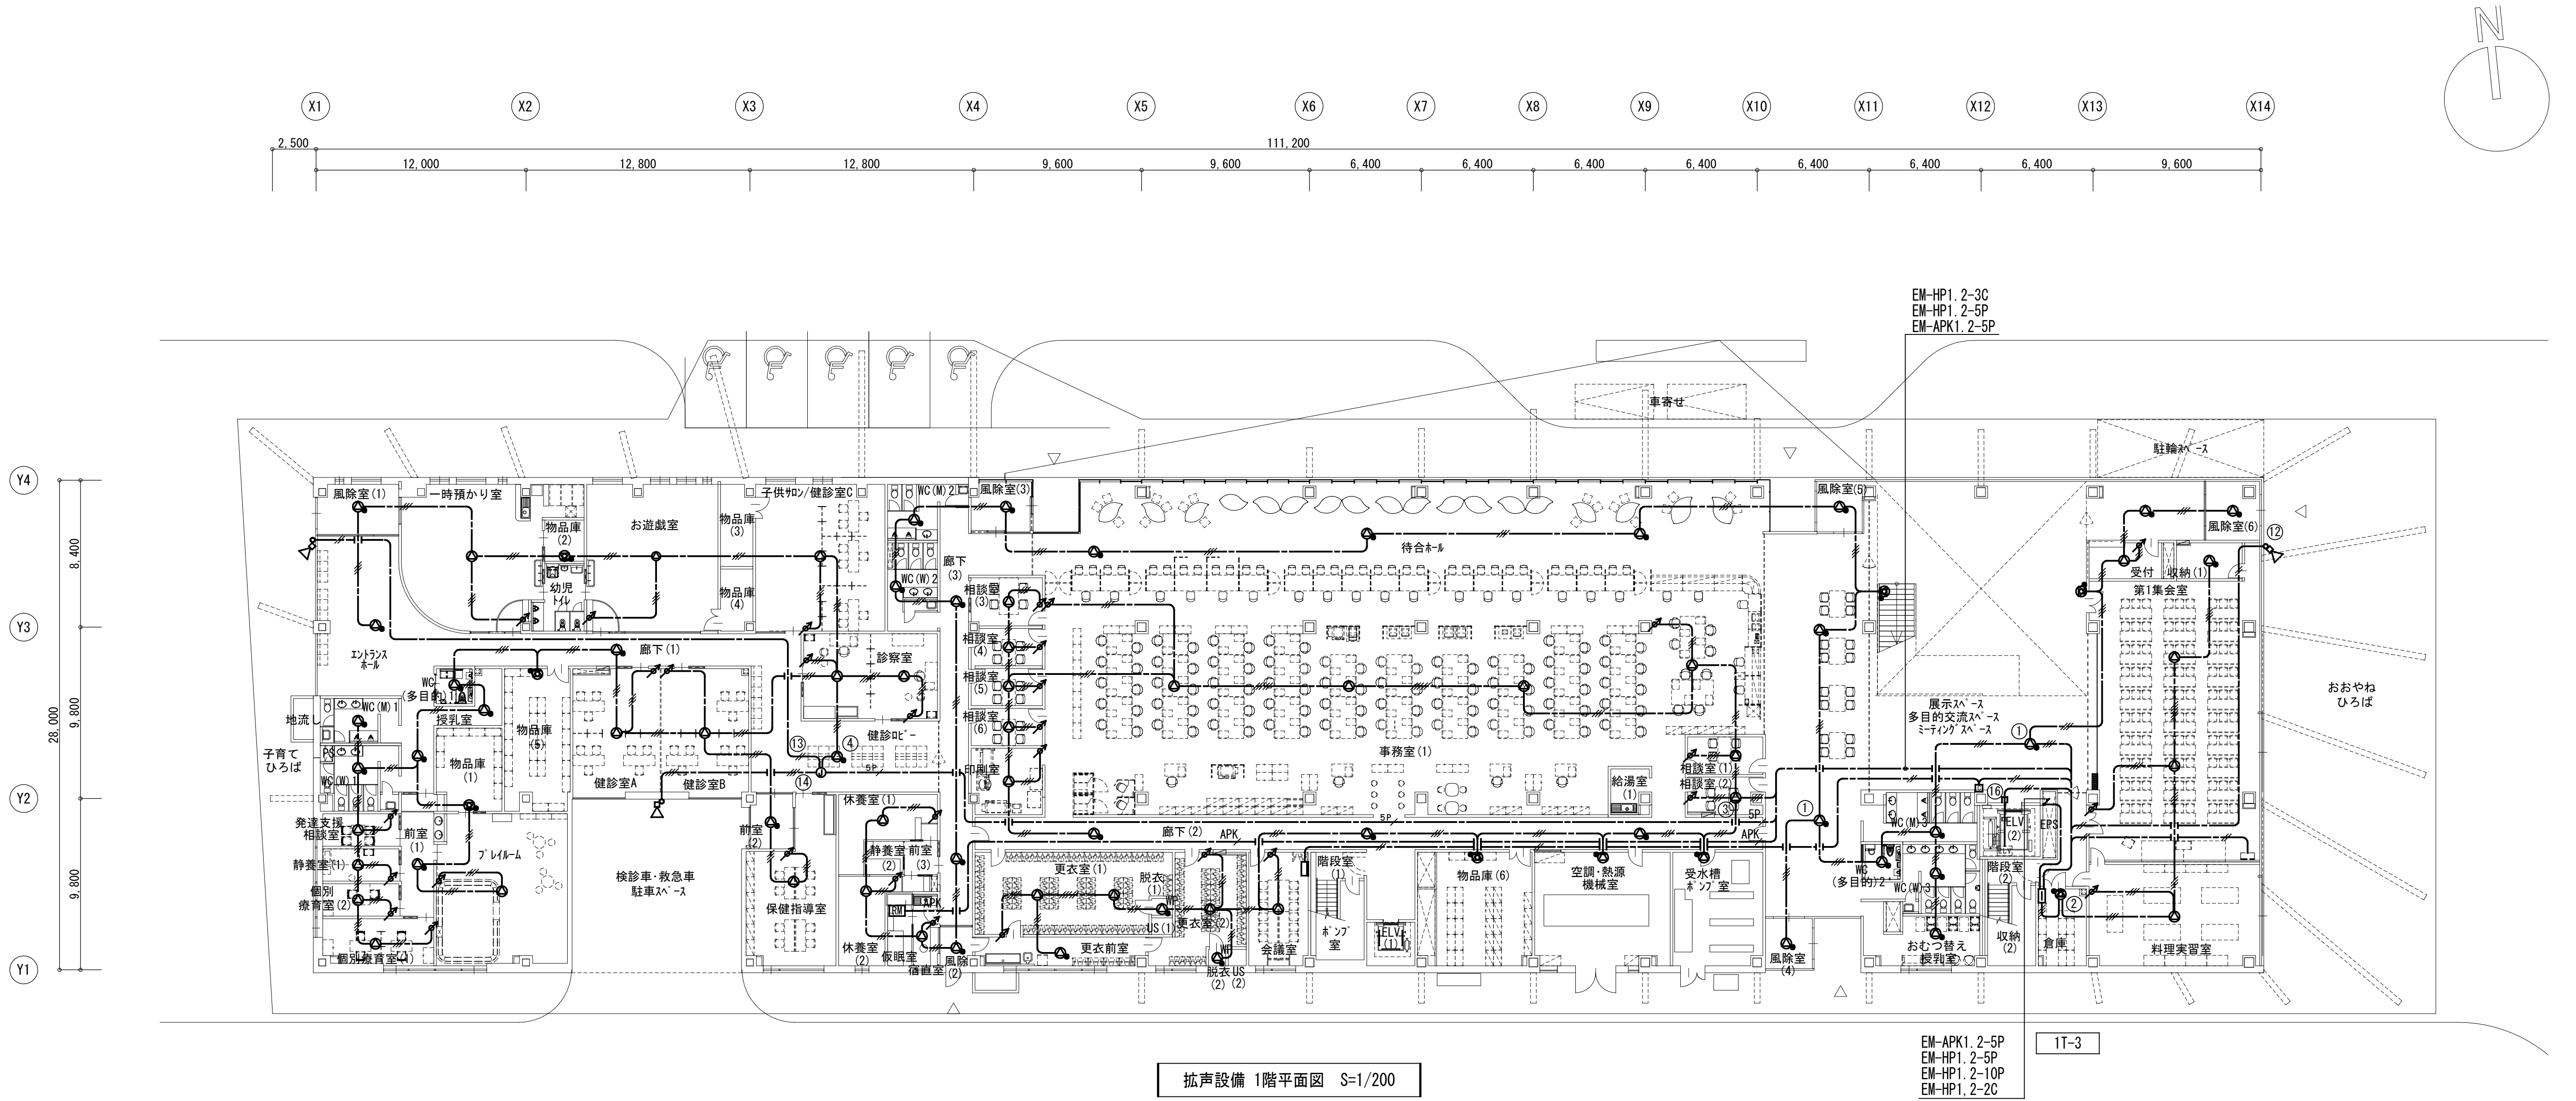 N
X1
X2
X3
X4
X5
X6
X7
X8
X9
X10
X11
X12
X13
X14
2,500
111,200
12,000
12,800
12,800
9,600
9,600
6,400
6,400
6,400
6,400
6,400
6,400
6,400
9,600
EM-HP1.2-3C
EM-HP1.2-5P
EM-APK1.2-5P
車寄せ
駐輪ｽﾍﾟｰｽ
Y4
Y3
Y2
Y1
8,400
9,800
9,800
28,000
風除室(1)
一時預かり室
物品庫
(2)
お遊戯室
物品庫
(3)
子供ｻﾛﾝ/健診室C
WC(M)2
風除室(3)
待合ﾎｰﾙ
風除室(5)
風除室(6)
⑫
受付
収納(1)
第1集会室
幼児
ﾄｲﾚ
物品庫
(4)
WC(W)2
廊下
(3)
相談室
(3)
相談室
(4)
相談室
(5)
相談室
(6)
印刷室
(1)
ｴﾝﾄﾗﾝｽ
ﾎｰﾙ
廊下(1)
診察室
WC
(多目的)1
授乳室
地流し
WC(M)1
子育て
ひろば
PS
WC(W)1
物品庫
(1)
物品庫
(5)
健診室A
健診室B
健診ﾛﾋﾞｰ
⑬
④
⑭
5P
事務室(1)
相談室(1)
相談室(2)
給湯室
(1)
③
5P
5P
展示ｽﾍﾟｰｽ
多目的交流ｽﾍﾟｰｽ
ﾐｰﾃｨﾝｸﾞｽﾍﾟｰｽ
①
①
⑯
おおやね
ひろば
発達支援
相談室
前室
(1)
ﾌﾟﾚｲﾙｰﾑ
静養室(1)
個別
療育室(2)
個別療育室(1)
検診車・救急車
駐車ｽﾍﾟｰｽ
前室
(2)
保健指導室
休養室(1)
静養室
(2)
前室
(3)
RM
APK
休養室
(2)
仮眠室
宿直室
風除
(2)
廊下(2)
APK
APK
更衣室(1)
脱衣
(1)
WP
US(1)
更衣室(2)
WP
更衣前室
脱衣
(2)
US
(2)
会議室
階段室
(1)
ﾎﾟﾝﾌﾟ
室
ELV
(1)
物品庫(6)
空調・熱源
機械室
受水槽
ﾎﾟﾝﾌﾟ室
風除室
(4)
WC(M)3
WC
(多目的)2
WC(W)3
おむつ替え
授乳室
ELV
(2)
EPS
階段室
(2)
収納
(2)
②
倉庫
料理実習室
EM-APK1.2-5P
EM-HP1.2-5P
EM-HP1.2-10P
EM-HP1,2-2C
1T-3
拡声設備 1階平面図 S=1/200